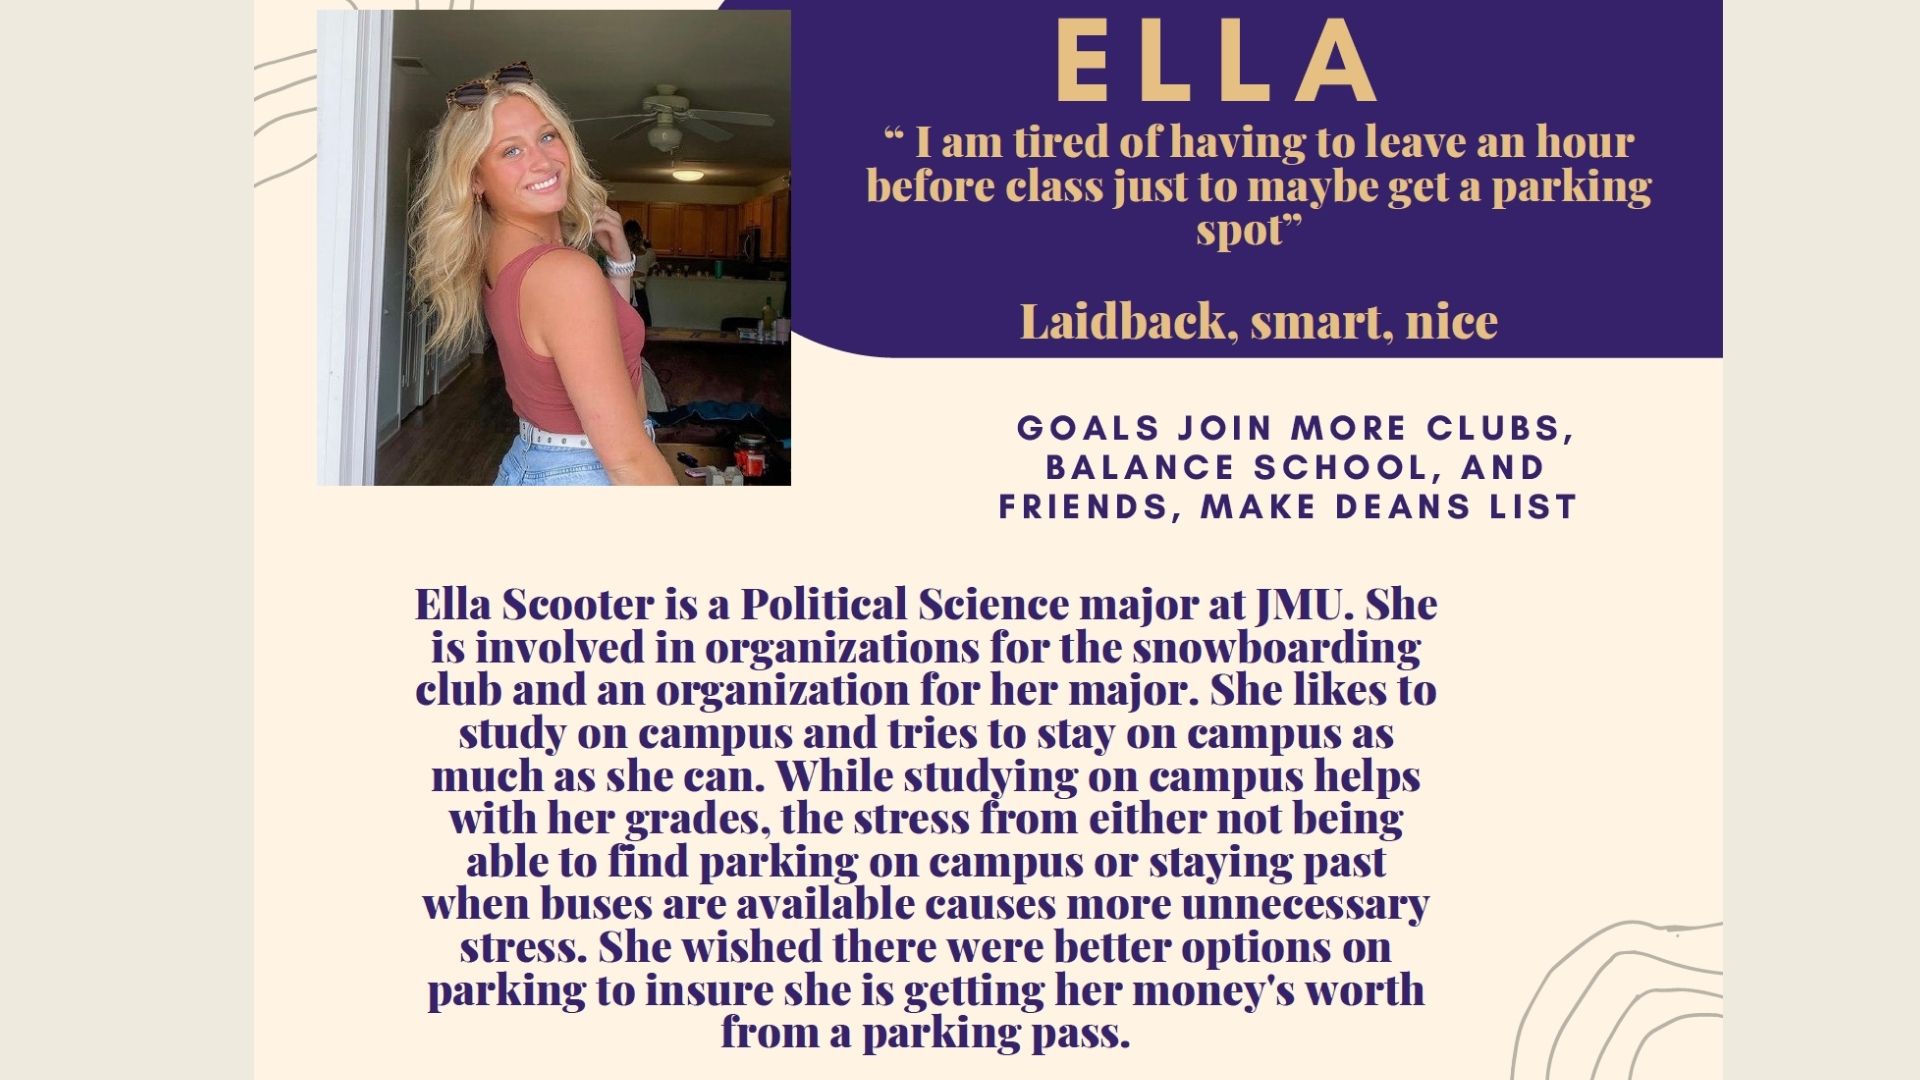 ELLA
“ I am tired of having to leave an hour
before class just to maybe get a parking
spot”
Laidback, smart, nice
GOALS JOIN MORE CLUBS,
BALANCE SCHOOL, AND
FRIENDS, MAKE DEANS LIST
Ella Scooter is a Political Science major at JMU. She
is involved in organizations for the snowboarding
club and an organization for her major. She likes to
study on campus and tries to stay on campus as
much as she can. While studying on campus helps
with her grades, the stress from either not being
able to find parking on campus or staying past
when buses are available causes more unnecessary
stress. She wished there were better options on
parking to insure she is getting her money's worth
from a parking pass.